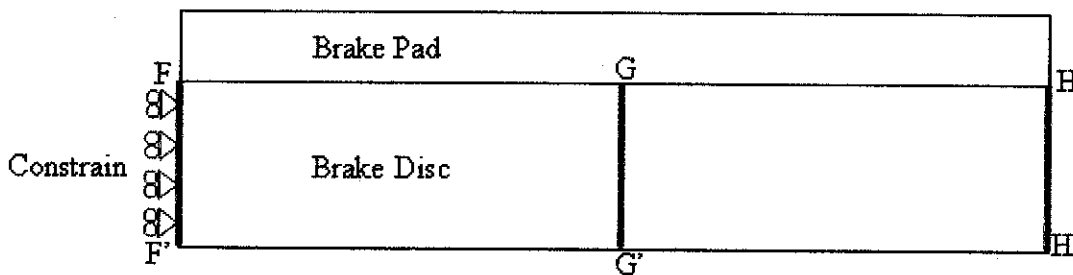 Brake Pad
F G H
Constrain Brake Disc
F' G' H